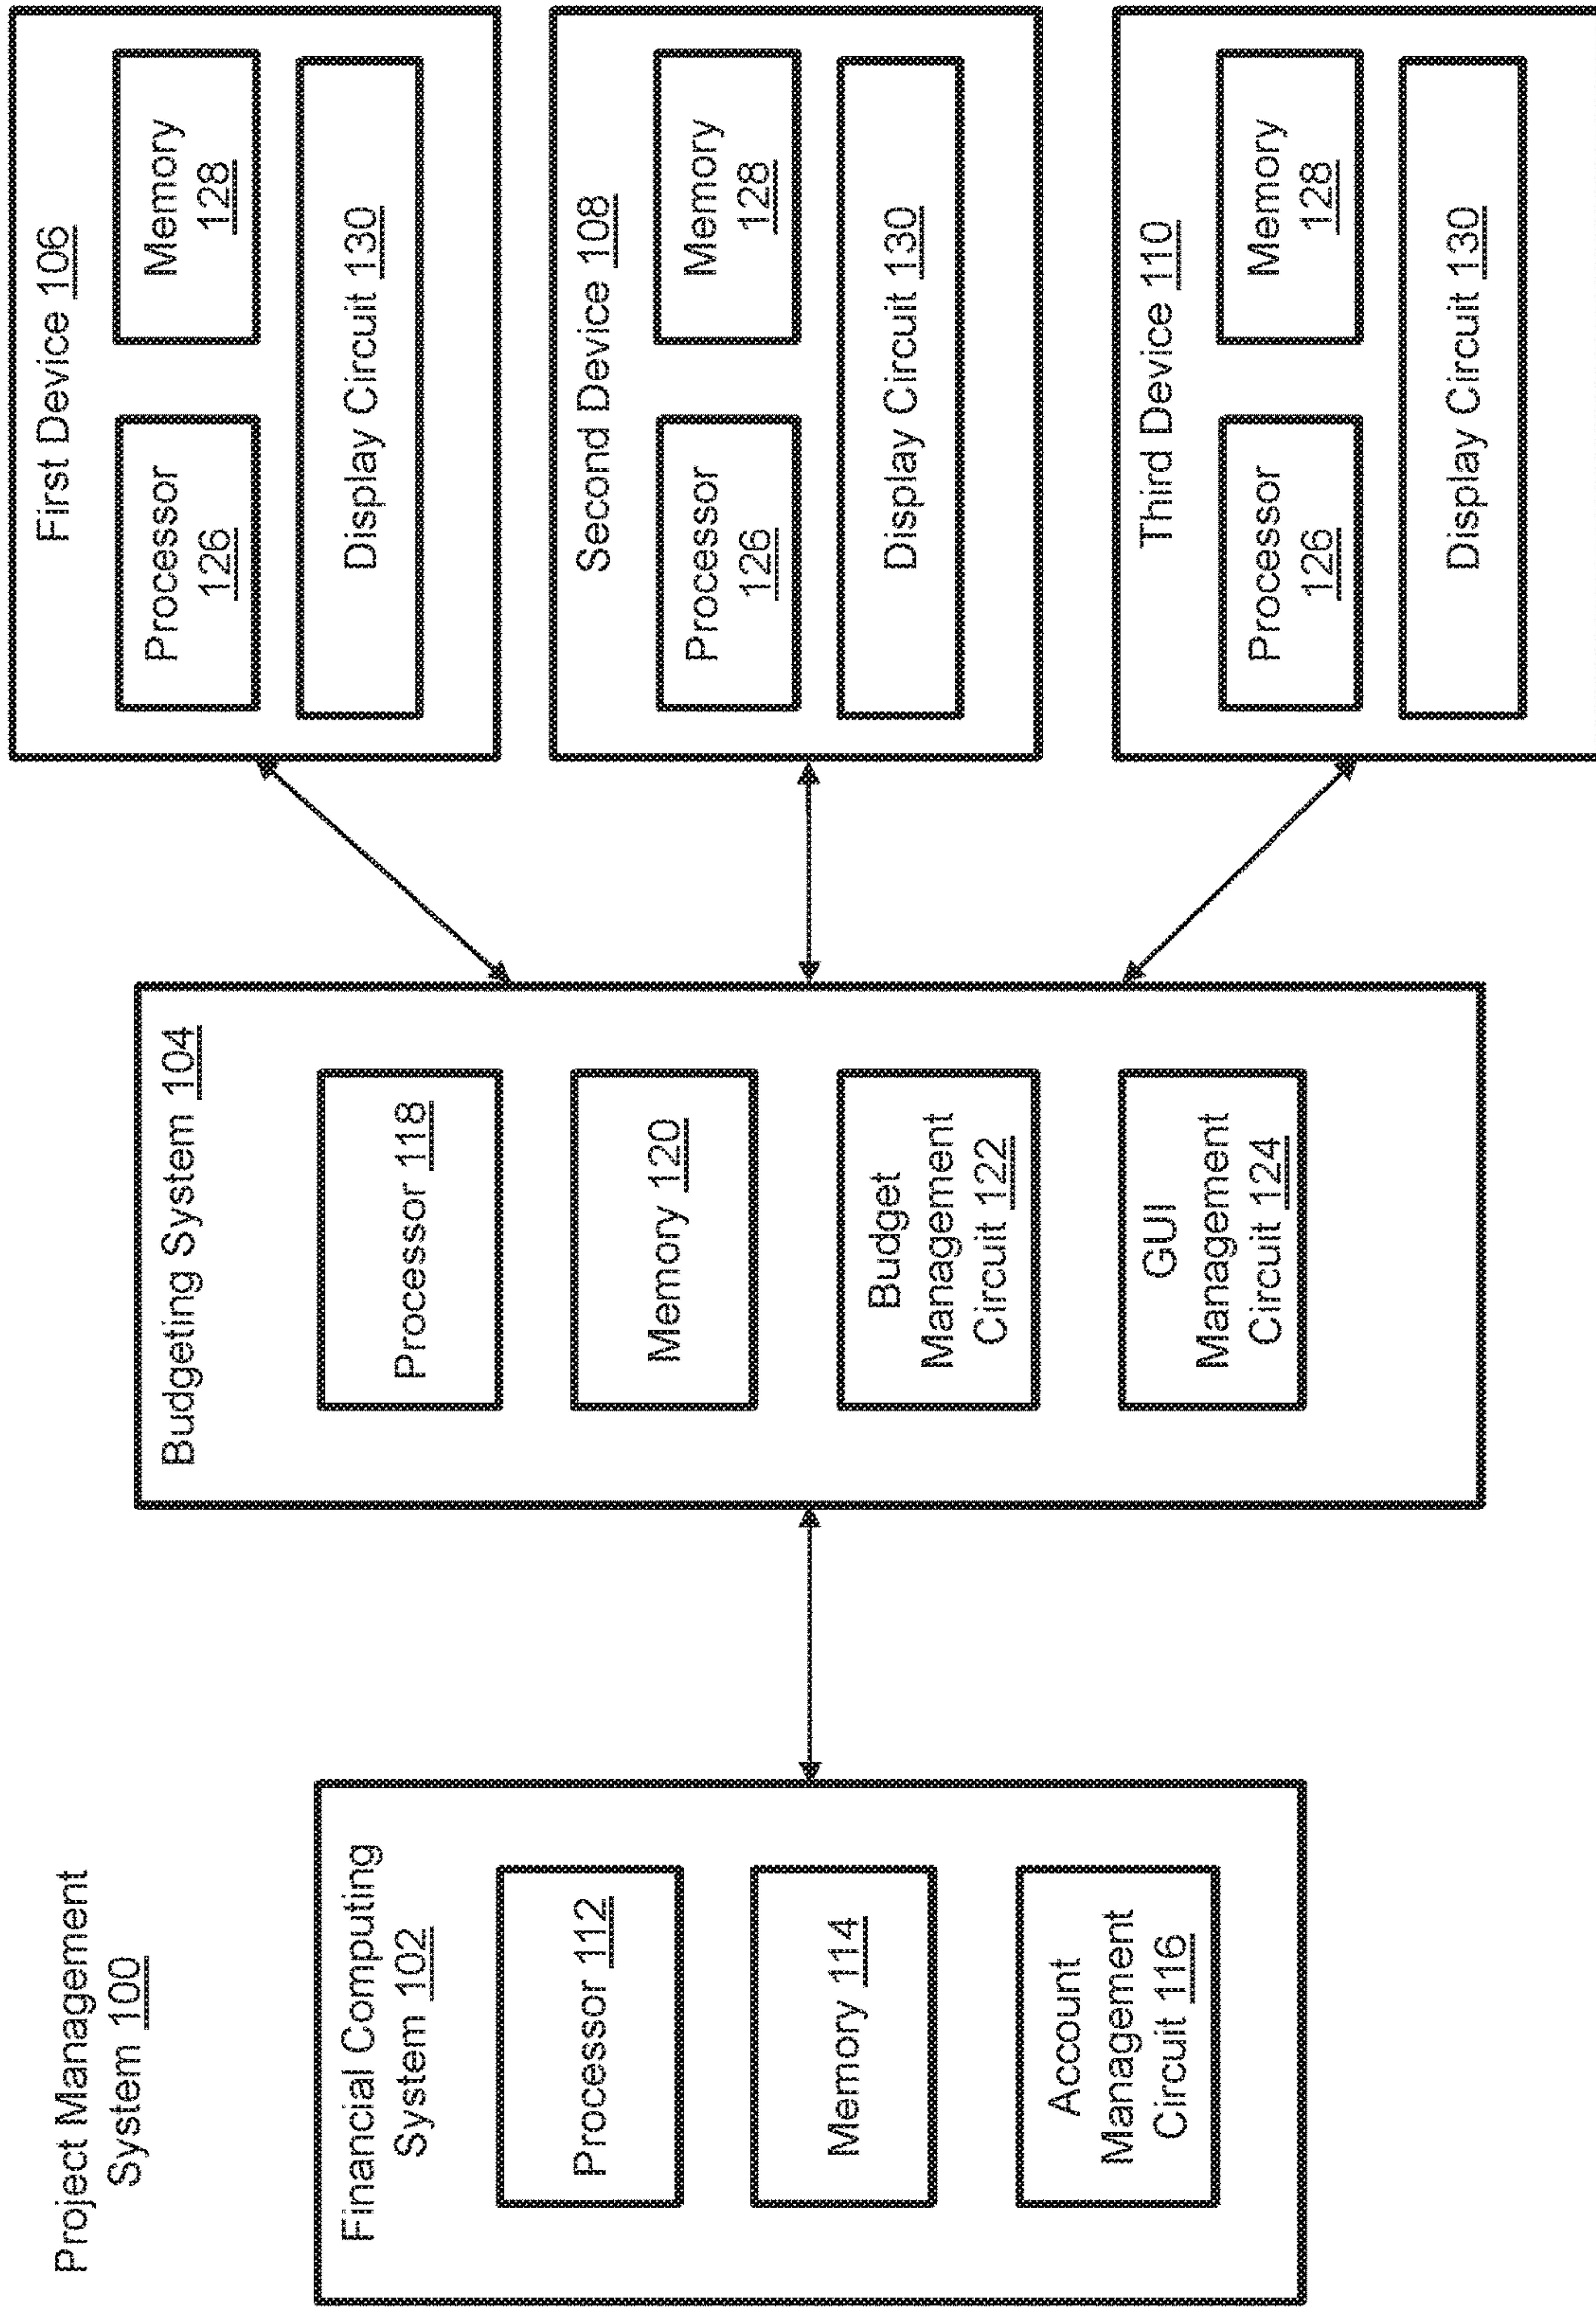 Project Management
System 100
Financial Computing
System 102
Processor 112
Memory 114
Account
Management
Circuit 116
Budgeting System 104
Processor 118
Memory 120
Budget
Management
Circuit 122
GUI
Management
Circuit 124
First Device 106
Processor
126
Memory
128
Display Circuit 130
Second Device 108
Processor
126
Memory
128
Display Circuit 130
Third Device 110
Processor
126
Memory
128
Display Circuit 130